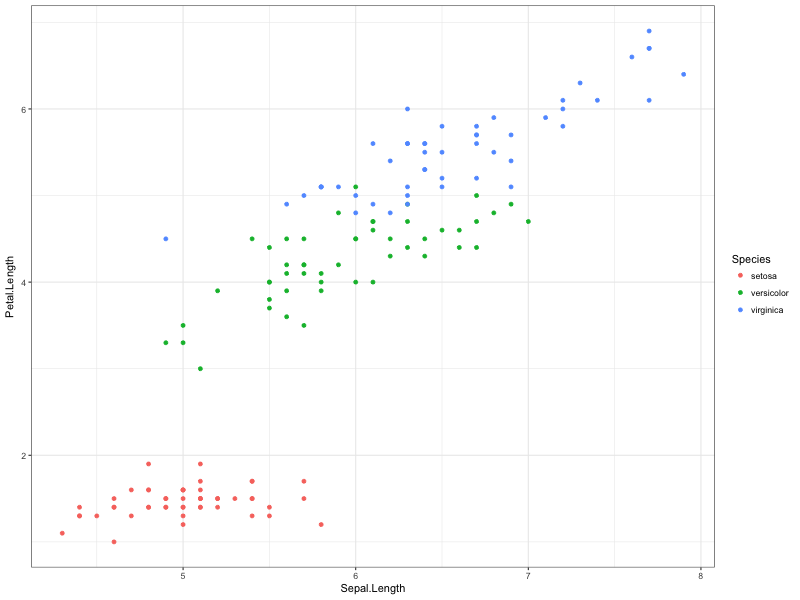 6
4
2
5 6 7 8
Sepal.Length
Petal.Length
Species
setosa
versicolor
virginica